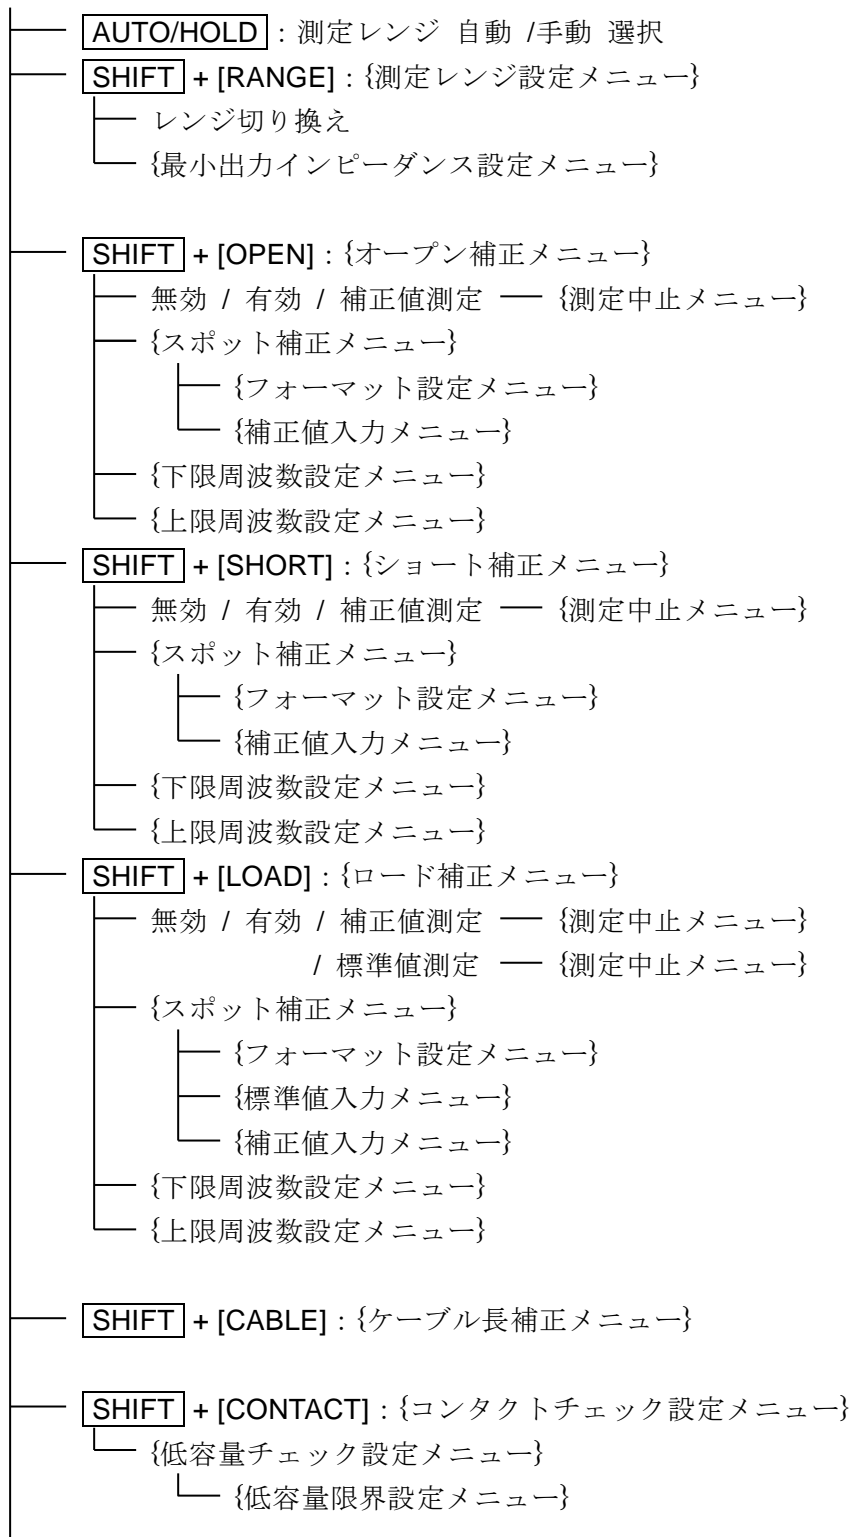 AUTO/HOLD : 測定レンジ 自動 /手動 選択
SHIFT + [RANGE] : {測定レンジ設定メニュー}
レンジ切り換え
{最小出力インピーダンス設定メニュー}
SHIFT + [OPEN] : {オープン補正メニュー}
無効 / 有効 / 補正値測定 ── {測定中止メニュー}
{スポット補正メニュー}
{フォーマット設定メニュー}
{補正値入力メニュー}
{下限周波数設定メニュー}
{上限周波数設定メニュー}
SHIFT + [SHORT] : {ショート補正メニュー}
無効 / 有効 / 補正値測定 ── {測定中止メニュー}
{スポット補正メニュー}
{フォーマット設定メニュー}
{補正値入力メニュー}
{下限周波数設定メニュー}
{上限周波数設定メニュー}
SHIFT + [LOAD] : {ロード補正メニュー}
無効 / 有効 / 補正値測定 ── {測定中止メニュー}
/ 標準値測定 ── {測定中止メニュー}
{スポット補正メニュー}
{フォーマット設定メニュー}
{標準値入力メニュー}
{補正値入力メニュー}
{下限周波数設定メニュー}
{上限周波数設定メニュー}
SHIFT + [CABLE] : {ケーブル長補正メニュー}
SHIFT + [CONTACT] : {コンタクトチェック設定メニュー}
{低容量チェック設定メニュー}
{低容量限界設定メニュー}